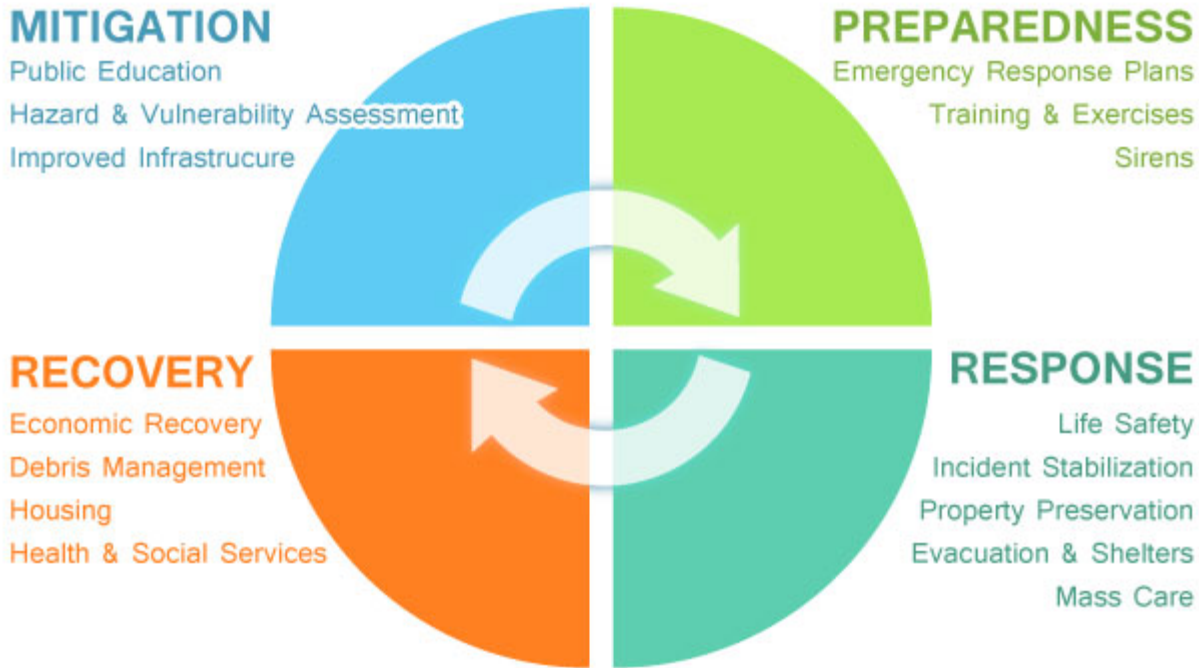 MITIGATION
Public Education
Hazard & Vulnerability Assessment
Improved Infrastrucure
PREPAREDNESS
Emergency Response Plans
Training & Exercises
Sirens
RECOVERY
Economic Recovery
Debris Management
Housing
Health & Social Services
RESPONSE
Life Safety
Incident Stabilization
Property Preservation
Evacuation & Shelters
Mass Care